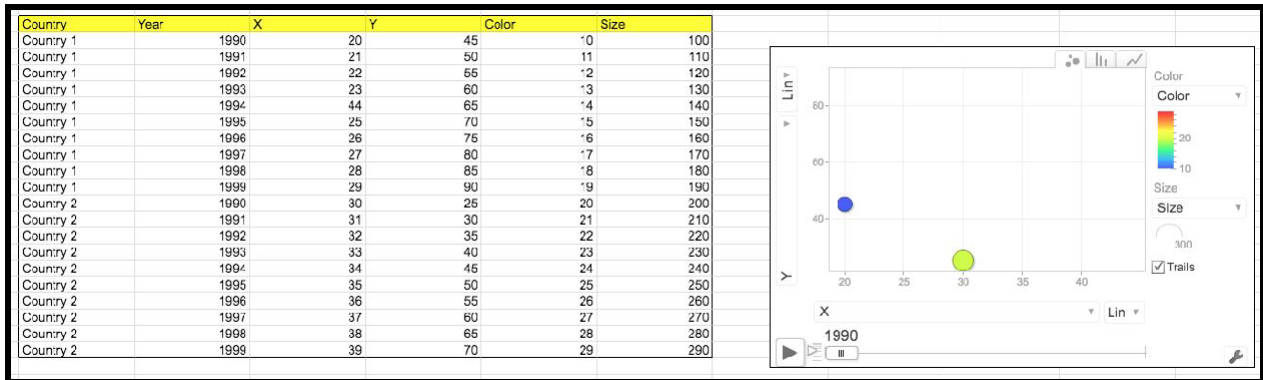 Country Year X Y Color Size
Country 1 1990 20 45 10 100
Country 1 1991 21 50 11 110
Country 1 1992 22 55 12 120
Country 1 1993 23 60 13 130
Country 1 1994 44 65 14 140
Country 1 1995 25 70 15 150
Country 1 1996 26 75 16 160
Country 1 1997 27 80 17 170
Country 1 1998 28 85 18 180
Country 1 1999 29 90 19 190
Country 2 1990 30 25 20 200
Country 2 1991 31 30 21 210
Country 2 1992 32 35 22 220
Country 2 1993 33 40 23 230
Country 2 1994 34 45 24 240
Country 2 1995 35 50 25 250
Country 2 1996 36 55 26 260
Country 2 1997 37 60 27 270
Country 2 1998 38 65 28 280
Country 2 1999 39 70 29 290
Lin
Y
80
60
40
20 25 30 35 40
X Lin
1990
Color
Color
20
10
Size
Size
300
Trails